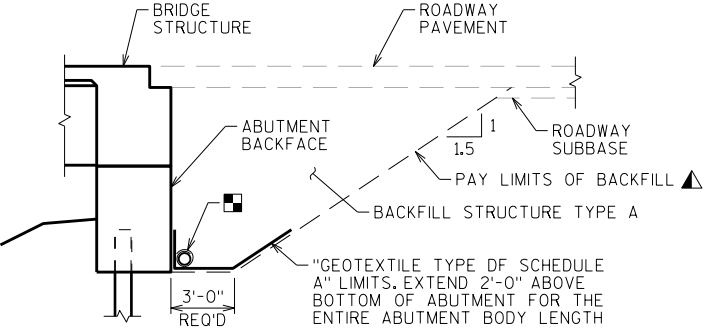 BRIDGE
STRUCTURE
ROADWAY
PAVEMENT
ABUTMENT
BACKFACE
1
1.5
ROADWAY
SUBBASE
PAY LIMITS OF BACKFILL
BACKFILL STRUCTURE TYPE A
"GEOTEXTILE TYPE DF SCHEDULE
A" LIMITS. EXTEND 2'-0" ABOVE
BOTTOM OF ABUTMENT FOR THE
ENTIRE ABUTMENT BODY LENGTH
3'-0"
REQ'D